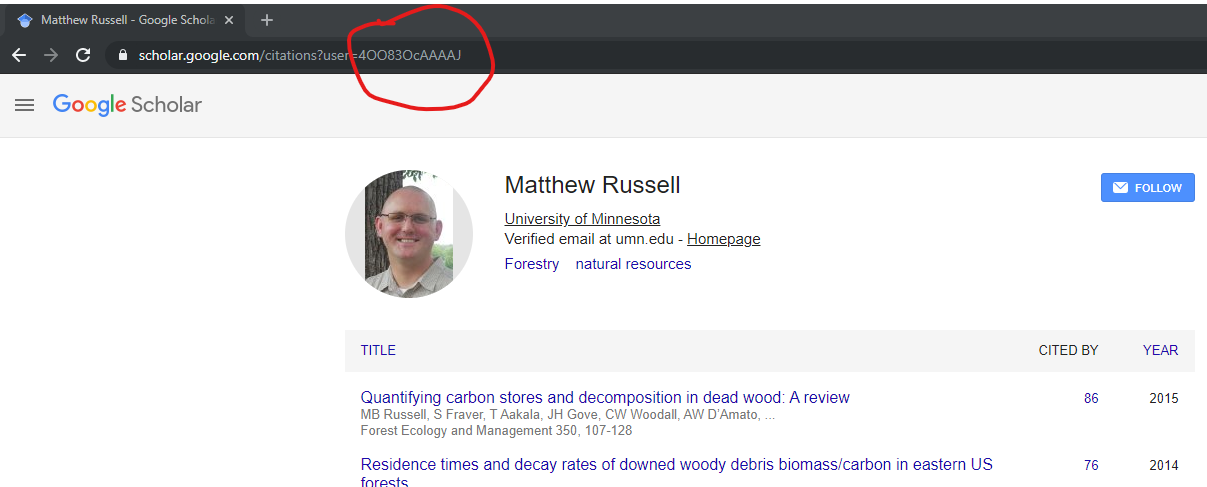 Matthew Russell - Google Schola
scholar.google.com/citations?user=4OO83OcAAAAJ
Google Scholar
Matthew Russell
FOLLOW
University of Minnesota
Verified email at umn.edu - Homepage
Forestry natural resources
TITLE CITED BY YEAR
Quantifying carbon stores and decomposition in dead wood: A review 86 2015
MB Russell, S Fraver, T Aakala, JH Gove, CW Woodall, AW D'Amato, ...
Forest Ecology and Management 350, 107-128
Residence times and decay rates of downed woody debris biomass/carbon in eastern US 76 2014
forests